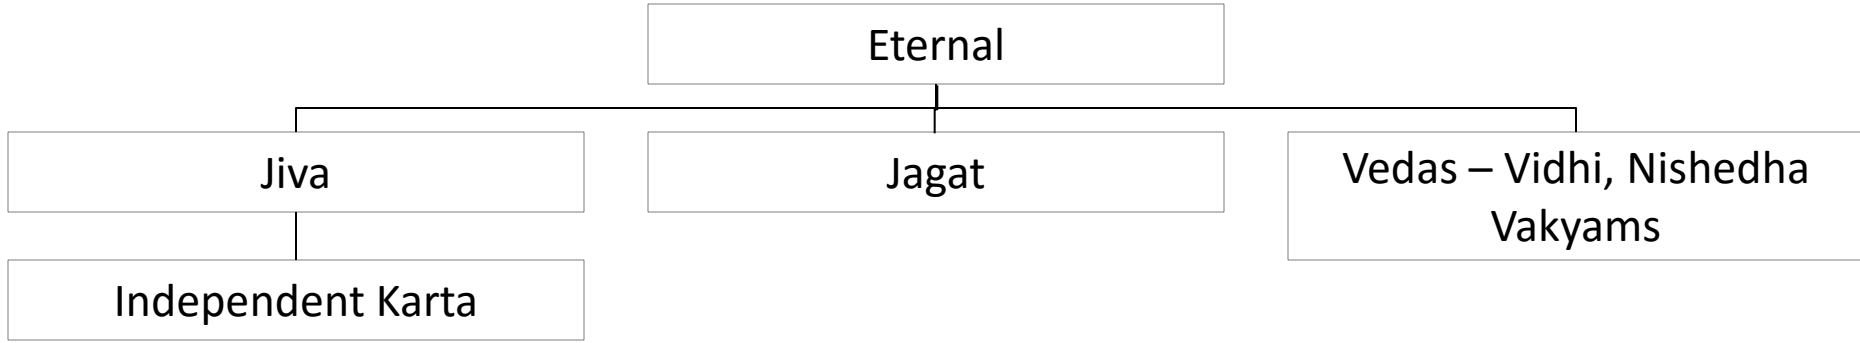 Eternal
Jiva
Jagat
Vedas – Vidhi, Nishedha
Vakyams
Independent Karta